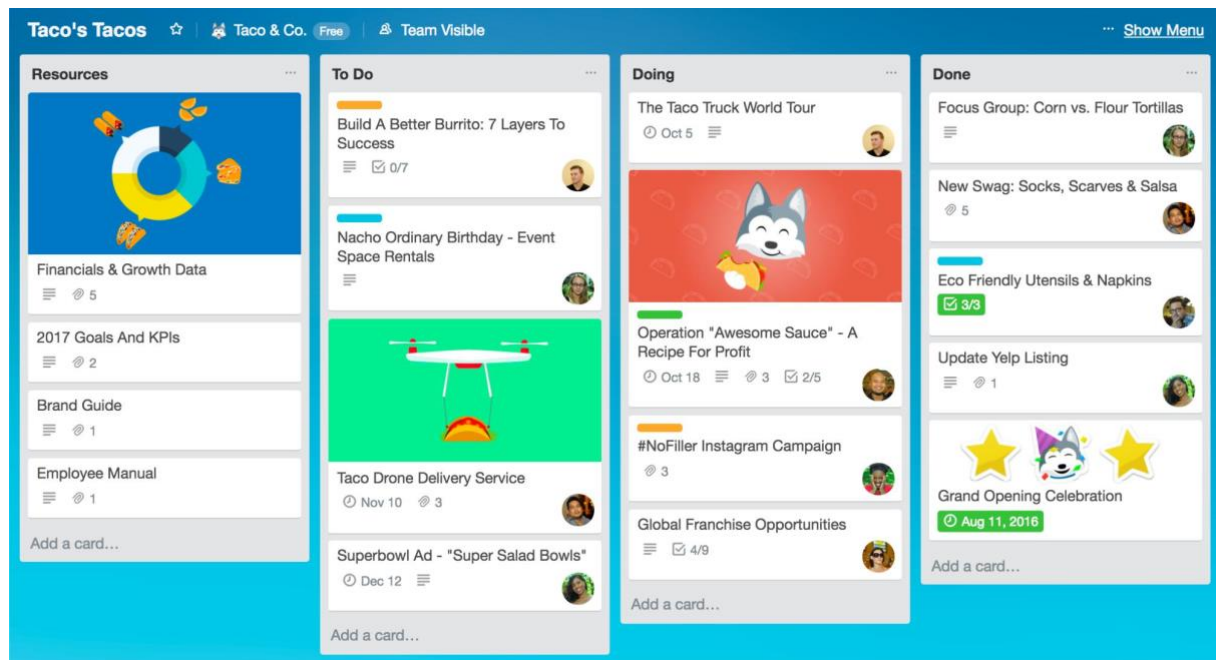 Taco's Tacos
Taco & Co.
Free
Team Visible
Show Menu
Resources
Financials & Growth Data
5
2017 Goals And KPIs
2
Brand Guide
1
Employee Manual
1
Add a card…
To Do
Build A Better Burrito: 7 Layers To
Success
0/7
Nacho Ordinary Birthday - Event
Space Rentals
Taco Drone Delivery Service
Nov 10 3
Superbowl Ad - "Super Salad Bowls"
Dec 12
Add a card…
Doing
The Taco Truck World Tour
Oct 5
Operation "Awesome Sauce" - A
Recipe For Profit
Oct 18 3 2/5
#NoFiller Instagram Campaign
3
Global Franchise Opportunities
4/9
Add a card…
Done
Focus Group: Corn vs. Flour Tortillas
New Swag: Socks, Scarves & Salsa
5
Eco Friendly Utensils & Napkins
3/3
Update Yelp Listing
1
Grand Opening Celebration
Aug 11, 2016
Add a card…